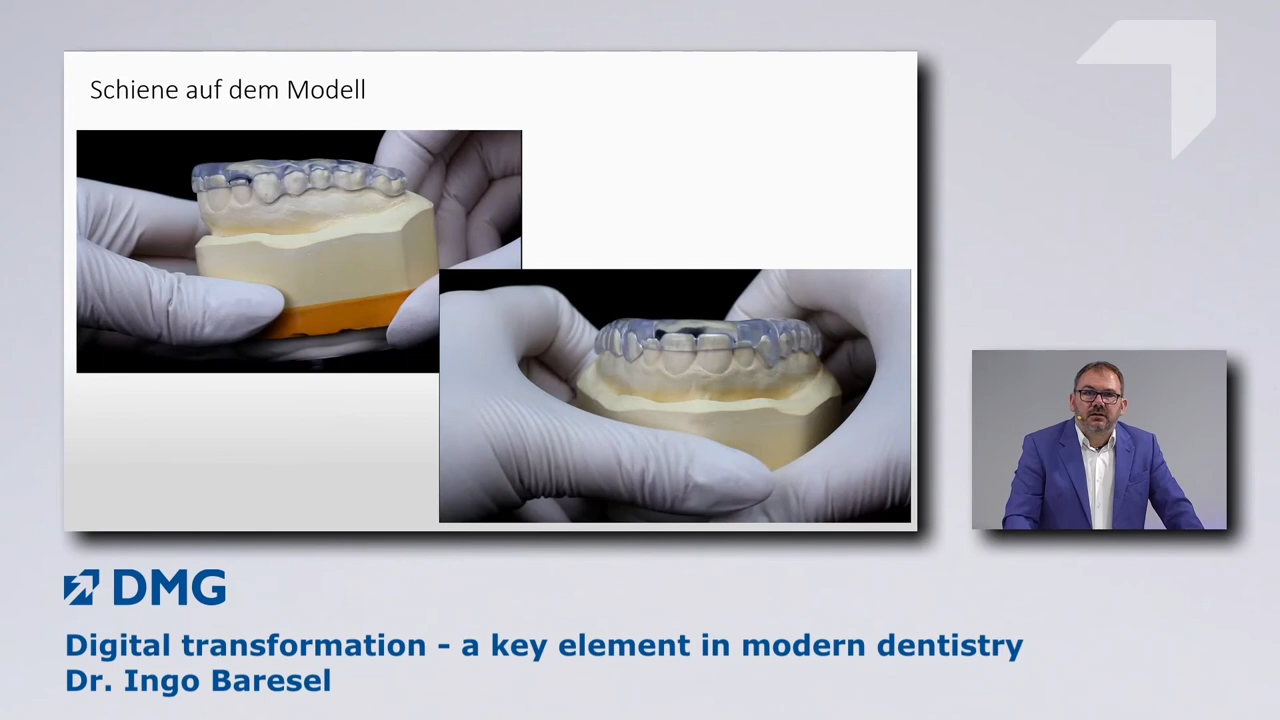 Schiene auf dem Modell
DMG
Digital transformation - a key element in modern dentistry
Dr. Ingo Baresel